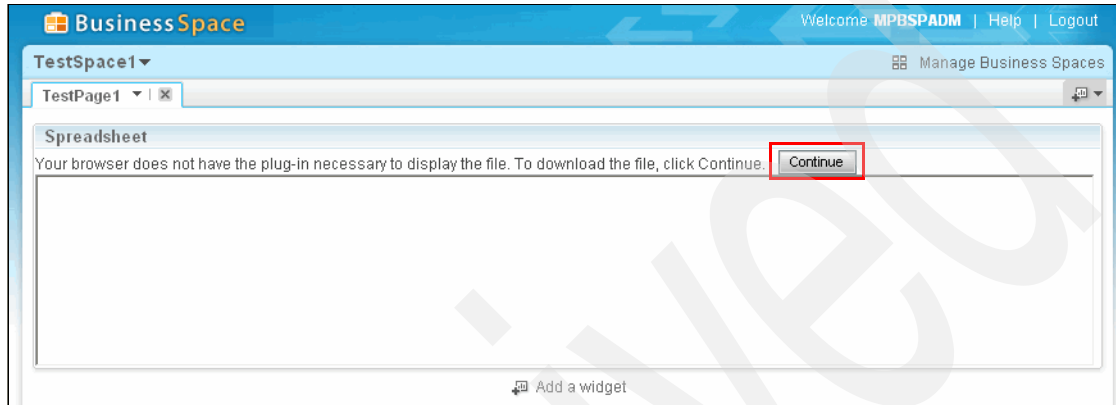 BusinessSpace
Welcome MPBSPADM | Help | Logout
TestSpace1
Manage Business Spaces
TestPage1
Spreadsheet
Your browser does not have the plug-in necessary to display the file. To download the file, click Continue. Continue
Add a widget